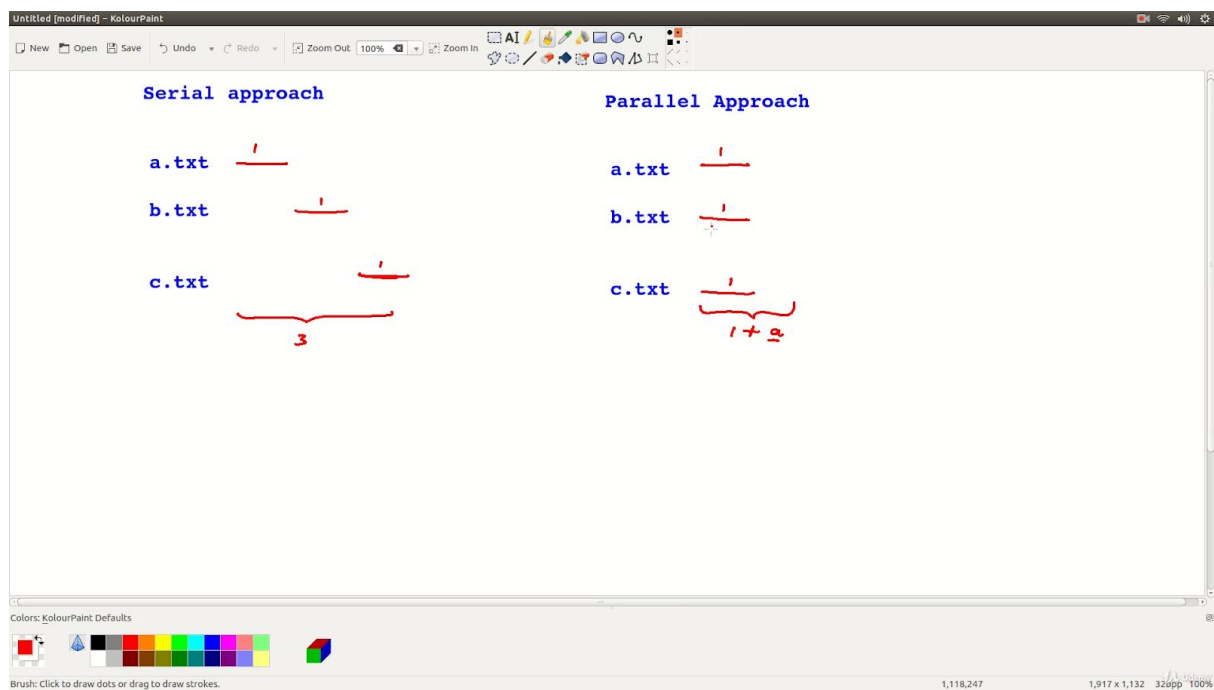 Untitled [modified] – KolourPaint
New Open Save Undo Redo Zoom Out 100% Zoom In
AI
Serial approach
a.txt 1
b.txt 1
c.txt 1
3
Parallel Approach
a.txt 1
b.txt 1
c.txt 1
1 + a
Colors: KolourPaint Defaults
Brush: Click to draw dots or drag to draw strokes. 1,118,247 1,917 x 1,132 32bpp 100%